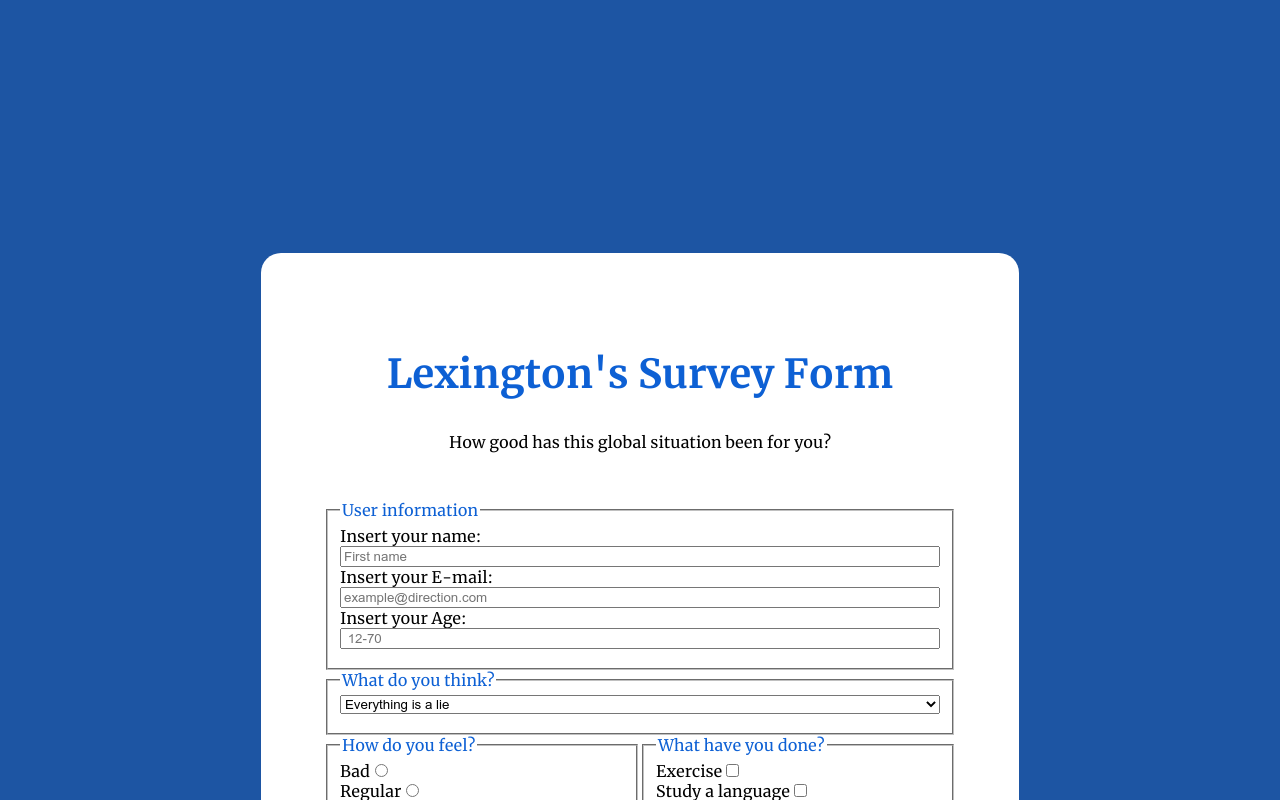 Lexington's Survey Form
How good has this global situation been for you?
User information
Insert your name:
First name
Insert your E-mail:
example@direction.com
Insert your Age:
12-70
What do you think?
Everything is a lie
How do you feel?
Bad
Regular
What have you done?
Exercise
Study a language